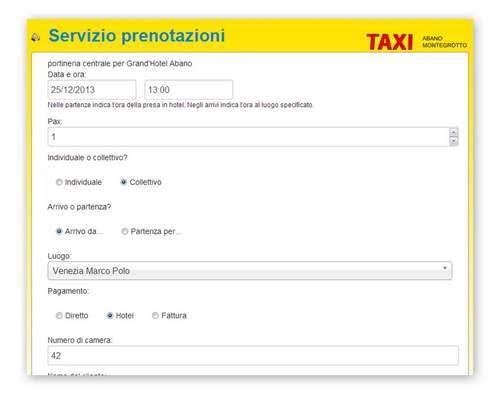 Servizio prenotazioni
TAXI ABANO
MONTEGROTTO
portineria centrale per Grand'Hotel Abano
Data e ora:
25/12/2013 13:00
Nelle partenze indica l'ora della presa in hotel. Negli arrivi indica l'ora al luogo specificato.
Pax:
1
Individuale o collettivo?
Individuale Collettivo
Arrivo o partenza?
Arrivo da... Partenza per...
Luogo:
Venezia Marco Polo
Pagamento:
Diretto Hotel Fattura
Numero di camera:
42
Nome del cliente: